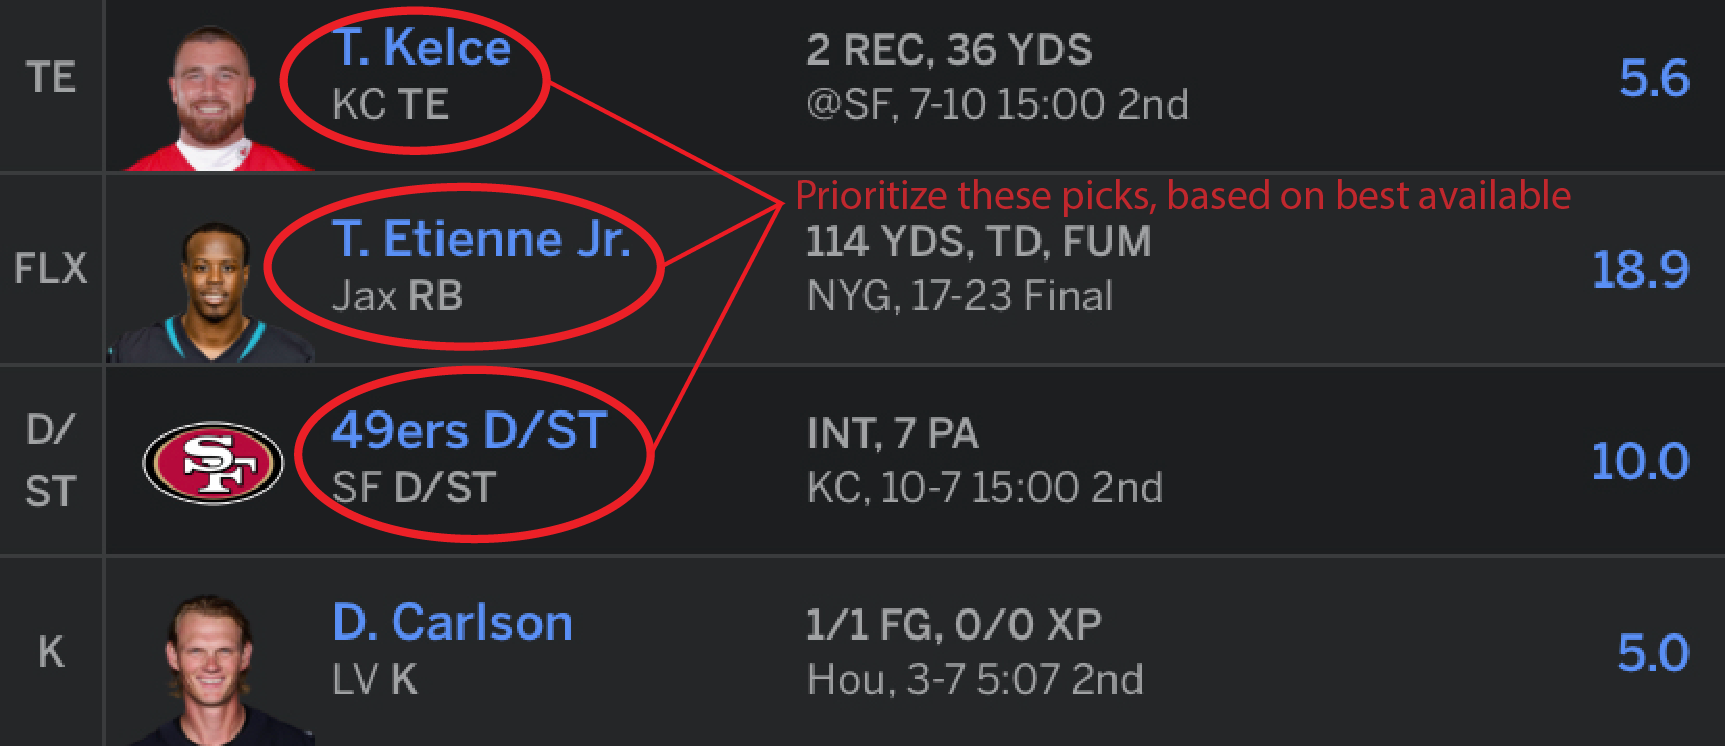 TE
T. Kelce
KC TE
2 REC, 36 YDS
@SF, 7-10 15:00 2nd
5.6
Prioritize these picks, based on best available
FLX
T. Etienne Jr.
Jax RB
114 YDS, TD, FUM
NYG, 17-23 Final
18.9
D/
ST
SF
49ers D/ST
SF D/ST
INT, 7 PA
KC, 10-7 15:00 2nd
10.0
K
D. Carlson
LV K
1/1 FG, 0/0 XP
Hou, 3-7 5:07 2nd
5.0